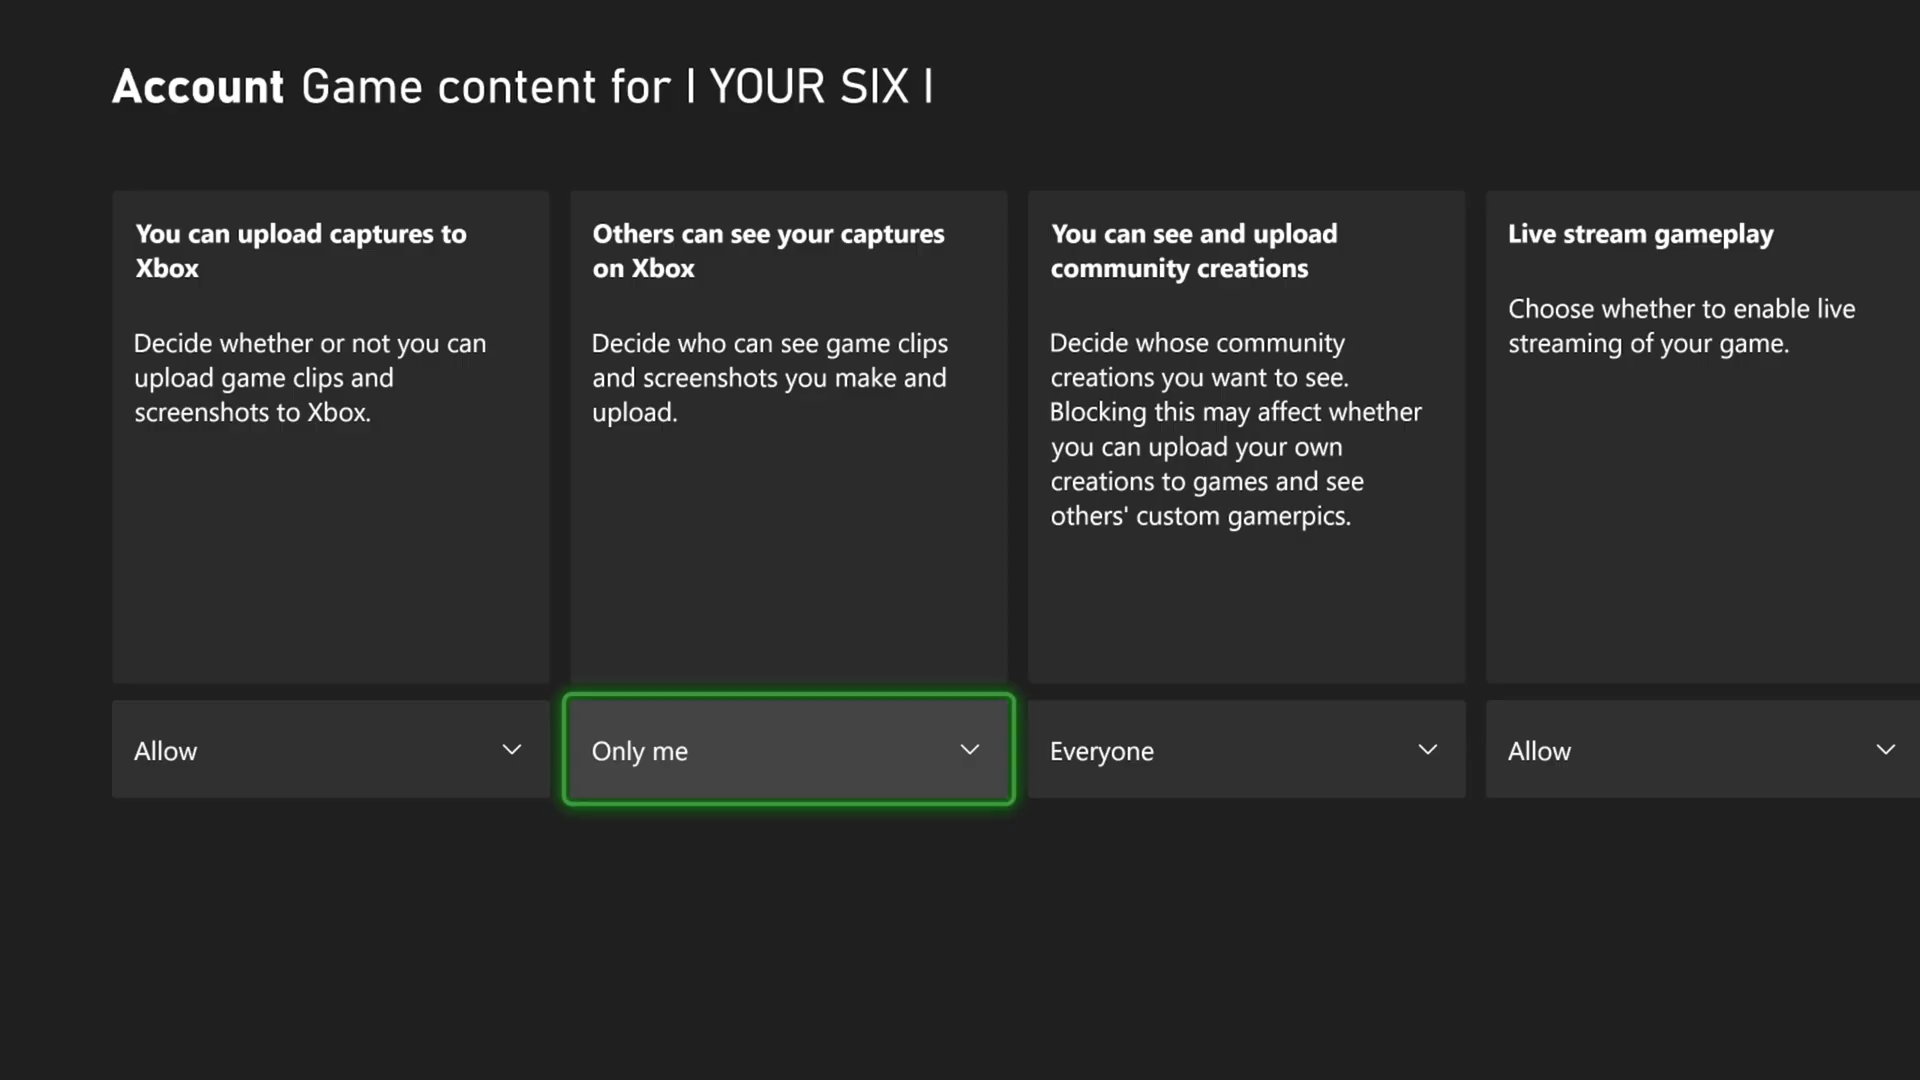 Account Game content for I YOUR SIX I
You can upload captures to
Xbox
Decide whether or not you can
upload game clips and
screenshots to Xbox.
Allow
Others can see your captures
on Xbox
Decide who can see game clips
and screenshots you make and
upload.
Only me
You can see and upload
community creations
Decide whose community
creations you want to see.
Blocking this may affect whether
you can upload your own
creations to games and see
others' custom gamerpics.
Everyone
Live stream gameplay
Choose whether to enable live
streaming of your game.
Allow